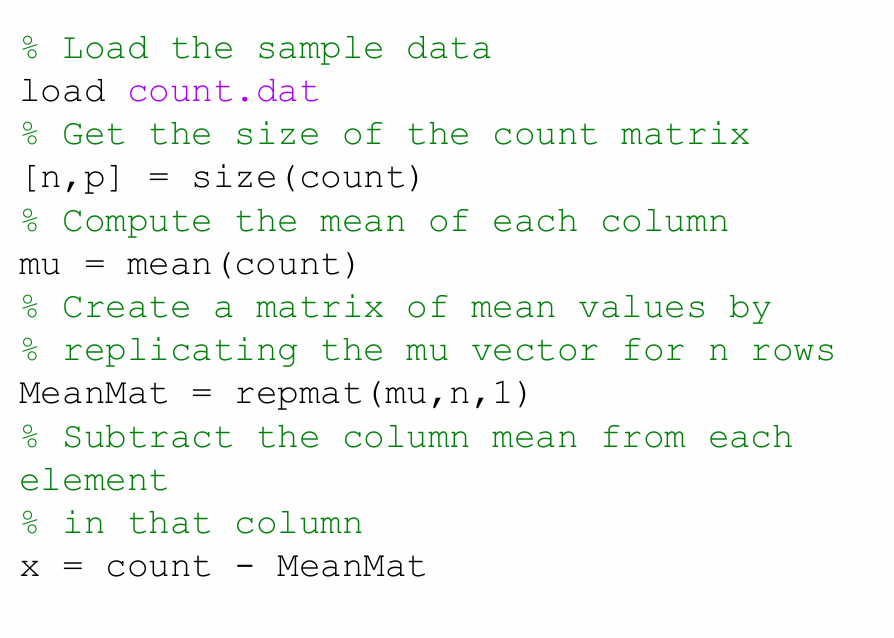 % Load the sample data
load count.dat
% Get the size of the count matrix
[n,p] = size(count)
% Compute the mean of each column
mu = mean(count)
% Create a matrix of mean values by
% replicating the mu vector for n rows
MeanMat = repmat(mu,n,1)
% Subtract the column mean from each
element
% in that column
x = count - MeanMat